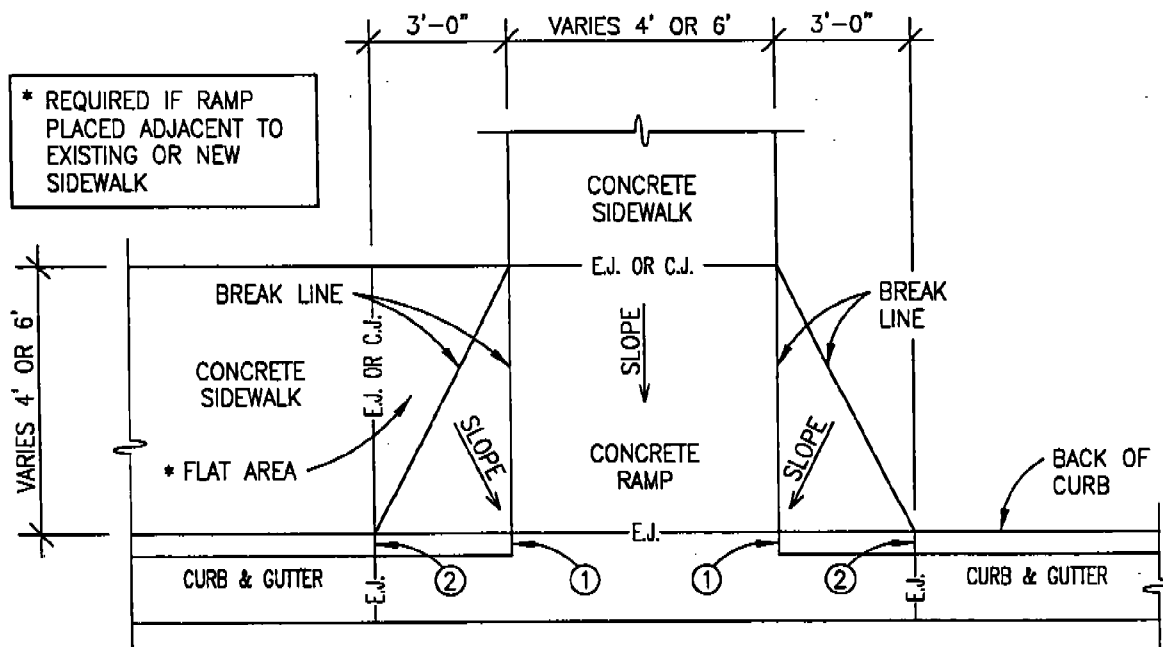 3'-0"
VARIES 4' OR 6'
3'-0"
* REQUIRED IF RAMP
PLACED ADJACENT TO
EXISTING OR NEW
SIDEWALK
CONCRETE
SIDEWALK
E.J. OR C.J.
BREAK LINE
BREAK
LINE
VARIES 4' OR 6'
CONCRETE
SIDEWALK
E.J. OR C.J.
SLOPE
* FLAT AREA
SLOPE
CONCRETE
RAMP
SLOPE
BACK OF
CURB
E.J.
CURB & GUTTER
E.J.
2
1
1
2
E.J.
CURB & GUTTER